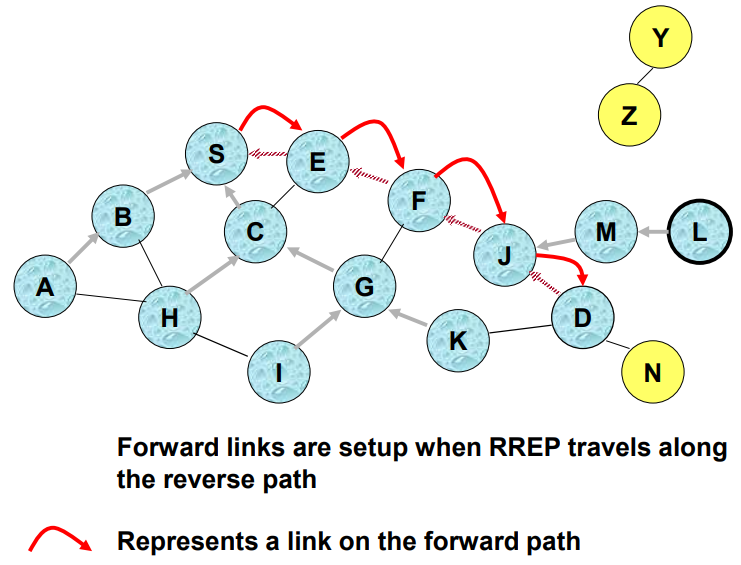 Y
Z
S
E
F
B
C
M
L
J
A
G
H
D
K
I
N
Forward links are setup when RREP travels along
the reverse path
Represents a link on the forward path